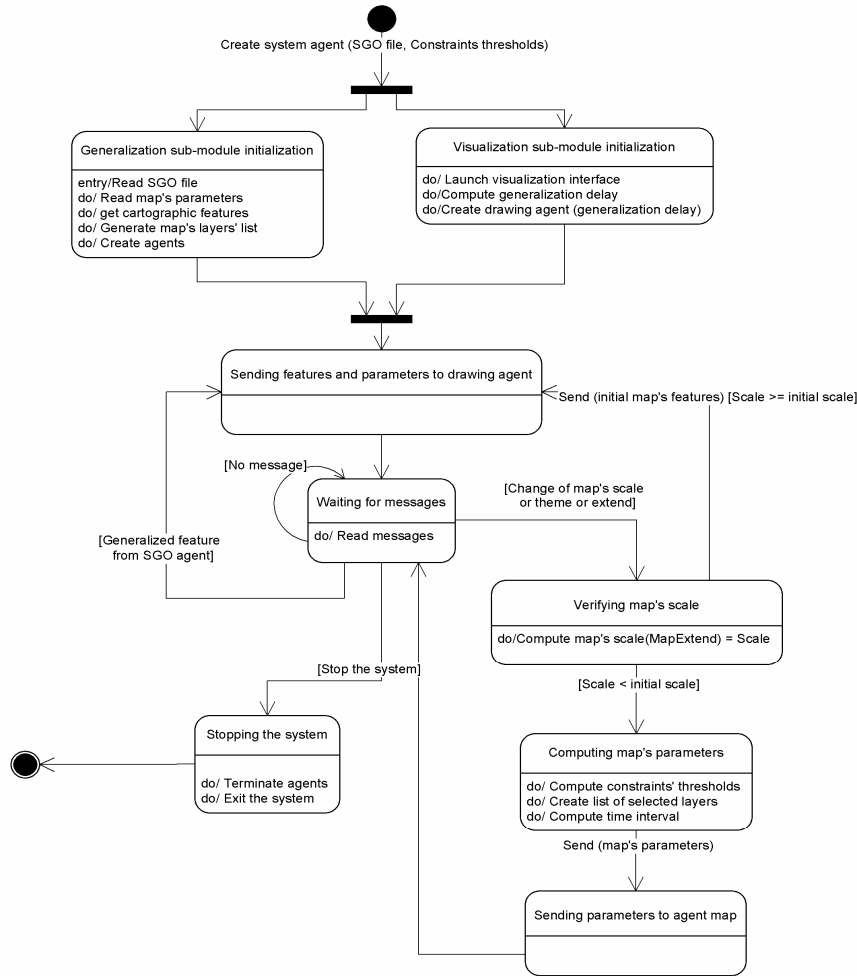 Create system agent (SGO file, Constraints thresholds)
Generalization sub-module initialization
entry/Read SGO file
do/ Read map's parameters
do/ get cartographic features
do/ Generate map's layers' list
do/ Create agents
Visualization sub-module initialization
do/ Launch visualization interface
do/Compute generalization delay
do/Create drawing agent (generalization delay)
Sending features and parameters to drawing agent
Send (initial map's features) [Scale >= initial scale]
[No message]
Waiting for messages
do/ Read messages
[Change of map's scale
or theme or extend]
[Generalized feature
from SGO agent]
Verifying map's scale
do/Compute map's scale(MapExtend) = Scale
[Stop the system]
[Scale < initial scale]
Stopping the system
do/ Terminate agents
do/ Exit the system
Computing map's parameters
do/ Compute constraints' thresholds
do/ Create list of selected layers
do/ Compute time interval
Send (map's parameters)
Sending parameters to agent map